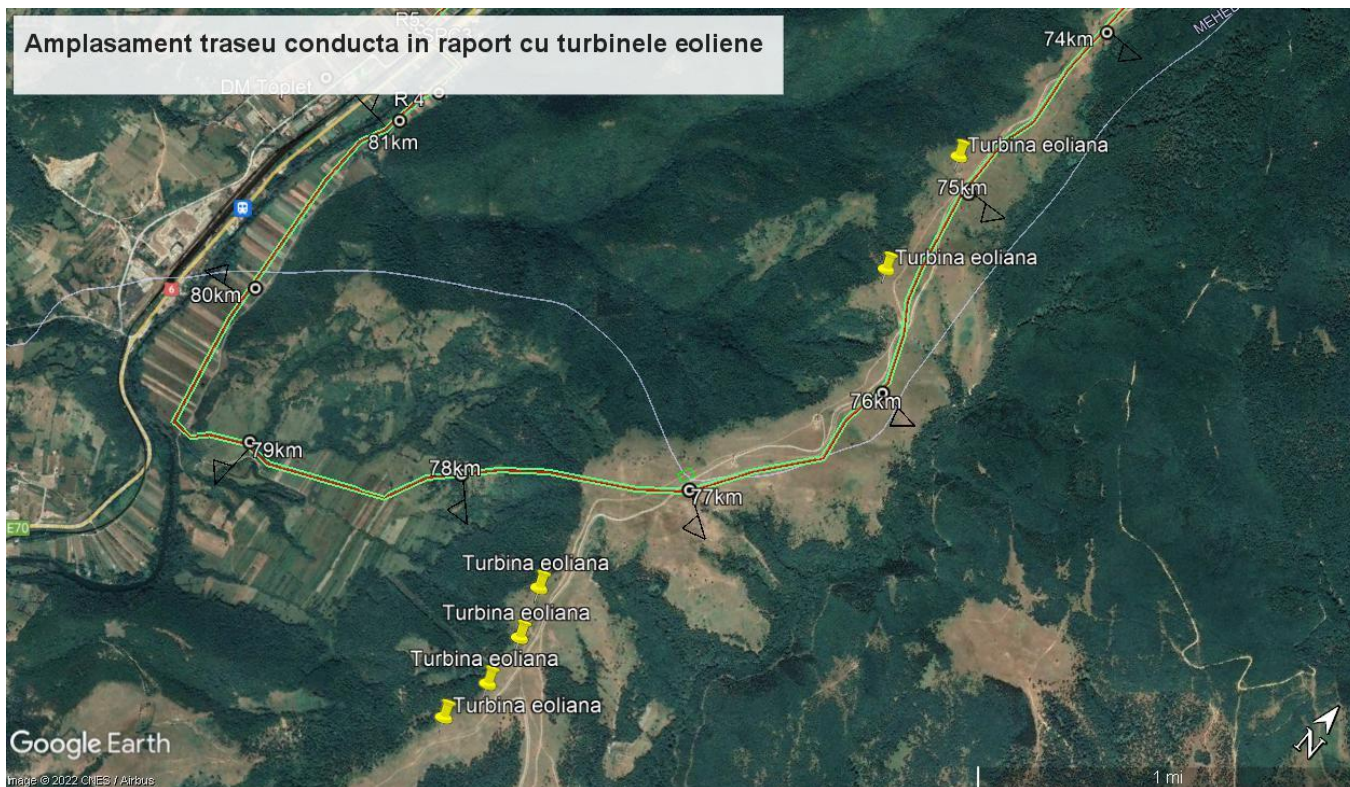 Amplasament traseu conducta in raport cu turbinele eoliene
R5
DM Toplet
R 4
81km
74km
Turbina eoliana
75km
Turbina eoliana
80km
6
76km
79km
78km
77km
E70
Turbina eoliana
Turbina eoliana
Turbina eoliana
Turbina eoliana
Google Earth
N
Image © 2022 CNES / Airbus
1 mi